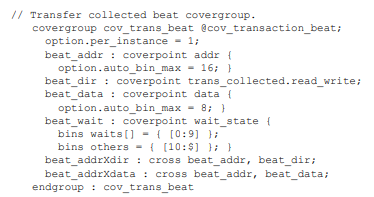 // Transfer collected beat covergroup.
covergroup cov_trans_beat @cov_transaction_beat;
option.per_instance = 1;
beat_addr : coverpoint addr {
option.auto_bin_max = 16; }
beat_dir : coverpoint trans_collected.read_write;
beat_data : coverpoint data {
option.auto_bin_max = 8; }
beat_wait : coverpoint wait_state {
bins waits[] = { [0:9] };
bins others = { [10:$] }; }
beat_addrXdir : cross beat_addr, beat_dir;
beat_addrXdata : cross beat_addr, beat_data;
endgroup : cov_trans_beat